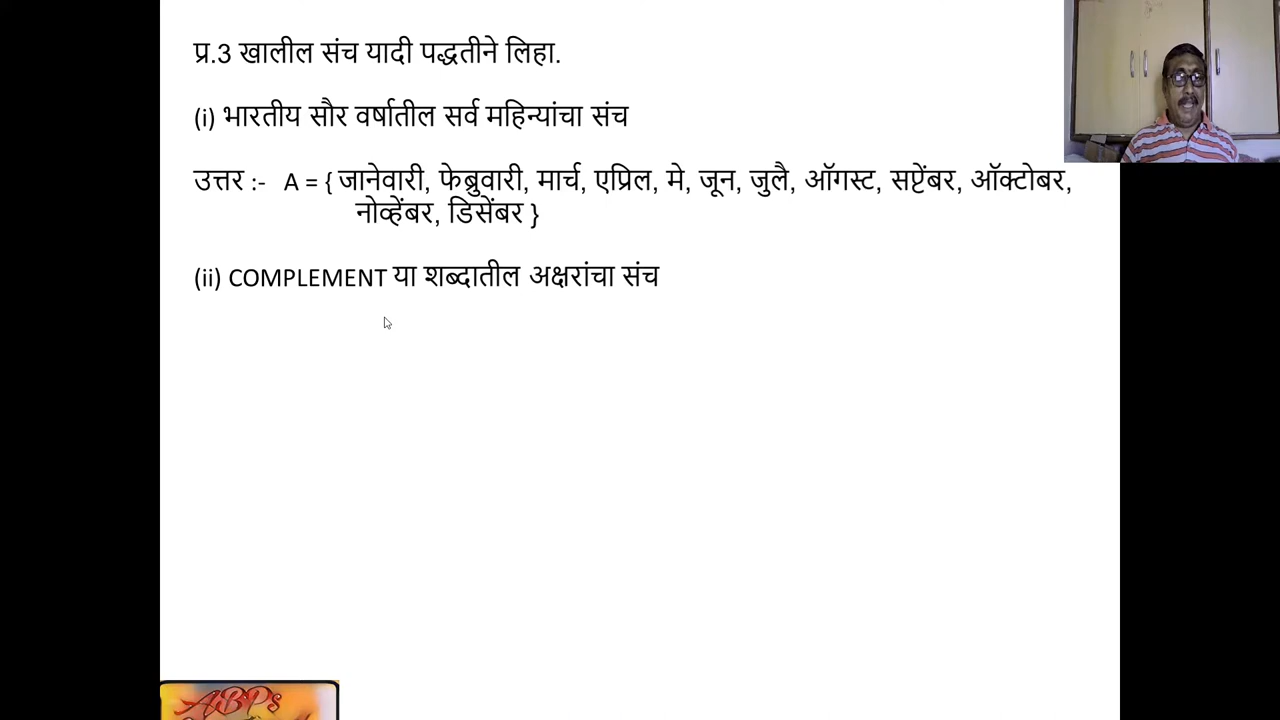 प्र.3 खालील संच यादी पद्धतीने लिहा.
(i) भारतीय सौर वर्षातील सर्व महिन्यांचा संच
उत्तर :- A = { जानेवारी, फेब्रुवारी, मार्च, एप्रिल, मे, जून, जुलै, ऑगस्ट, सप्टेंबर, ऑक्टोबर,
नोव्हेंबर, डिसेंबर }
(ii) COMPLEMENT या शब्दातील अक्षरांचा संच
ABPs